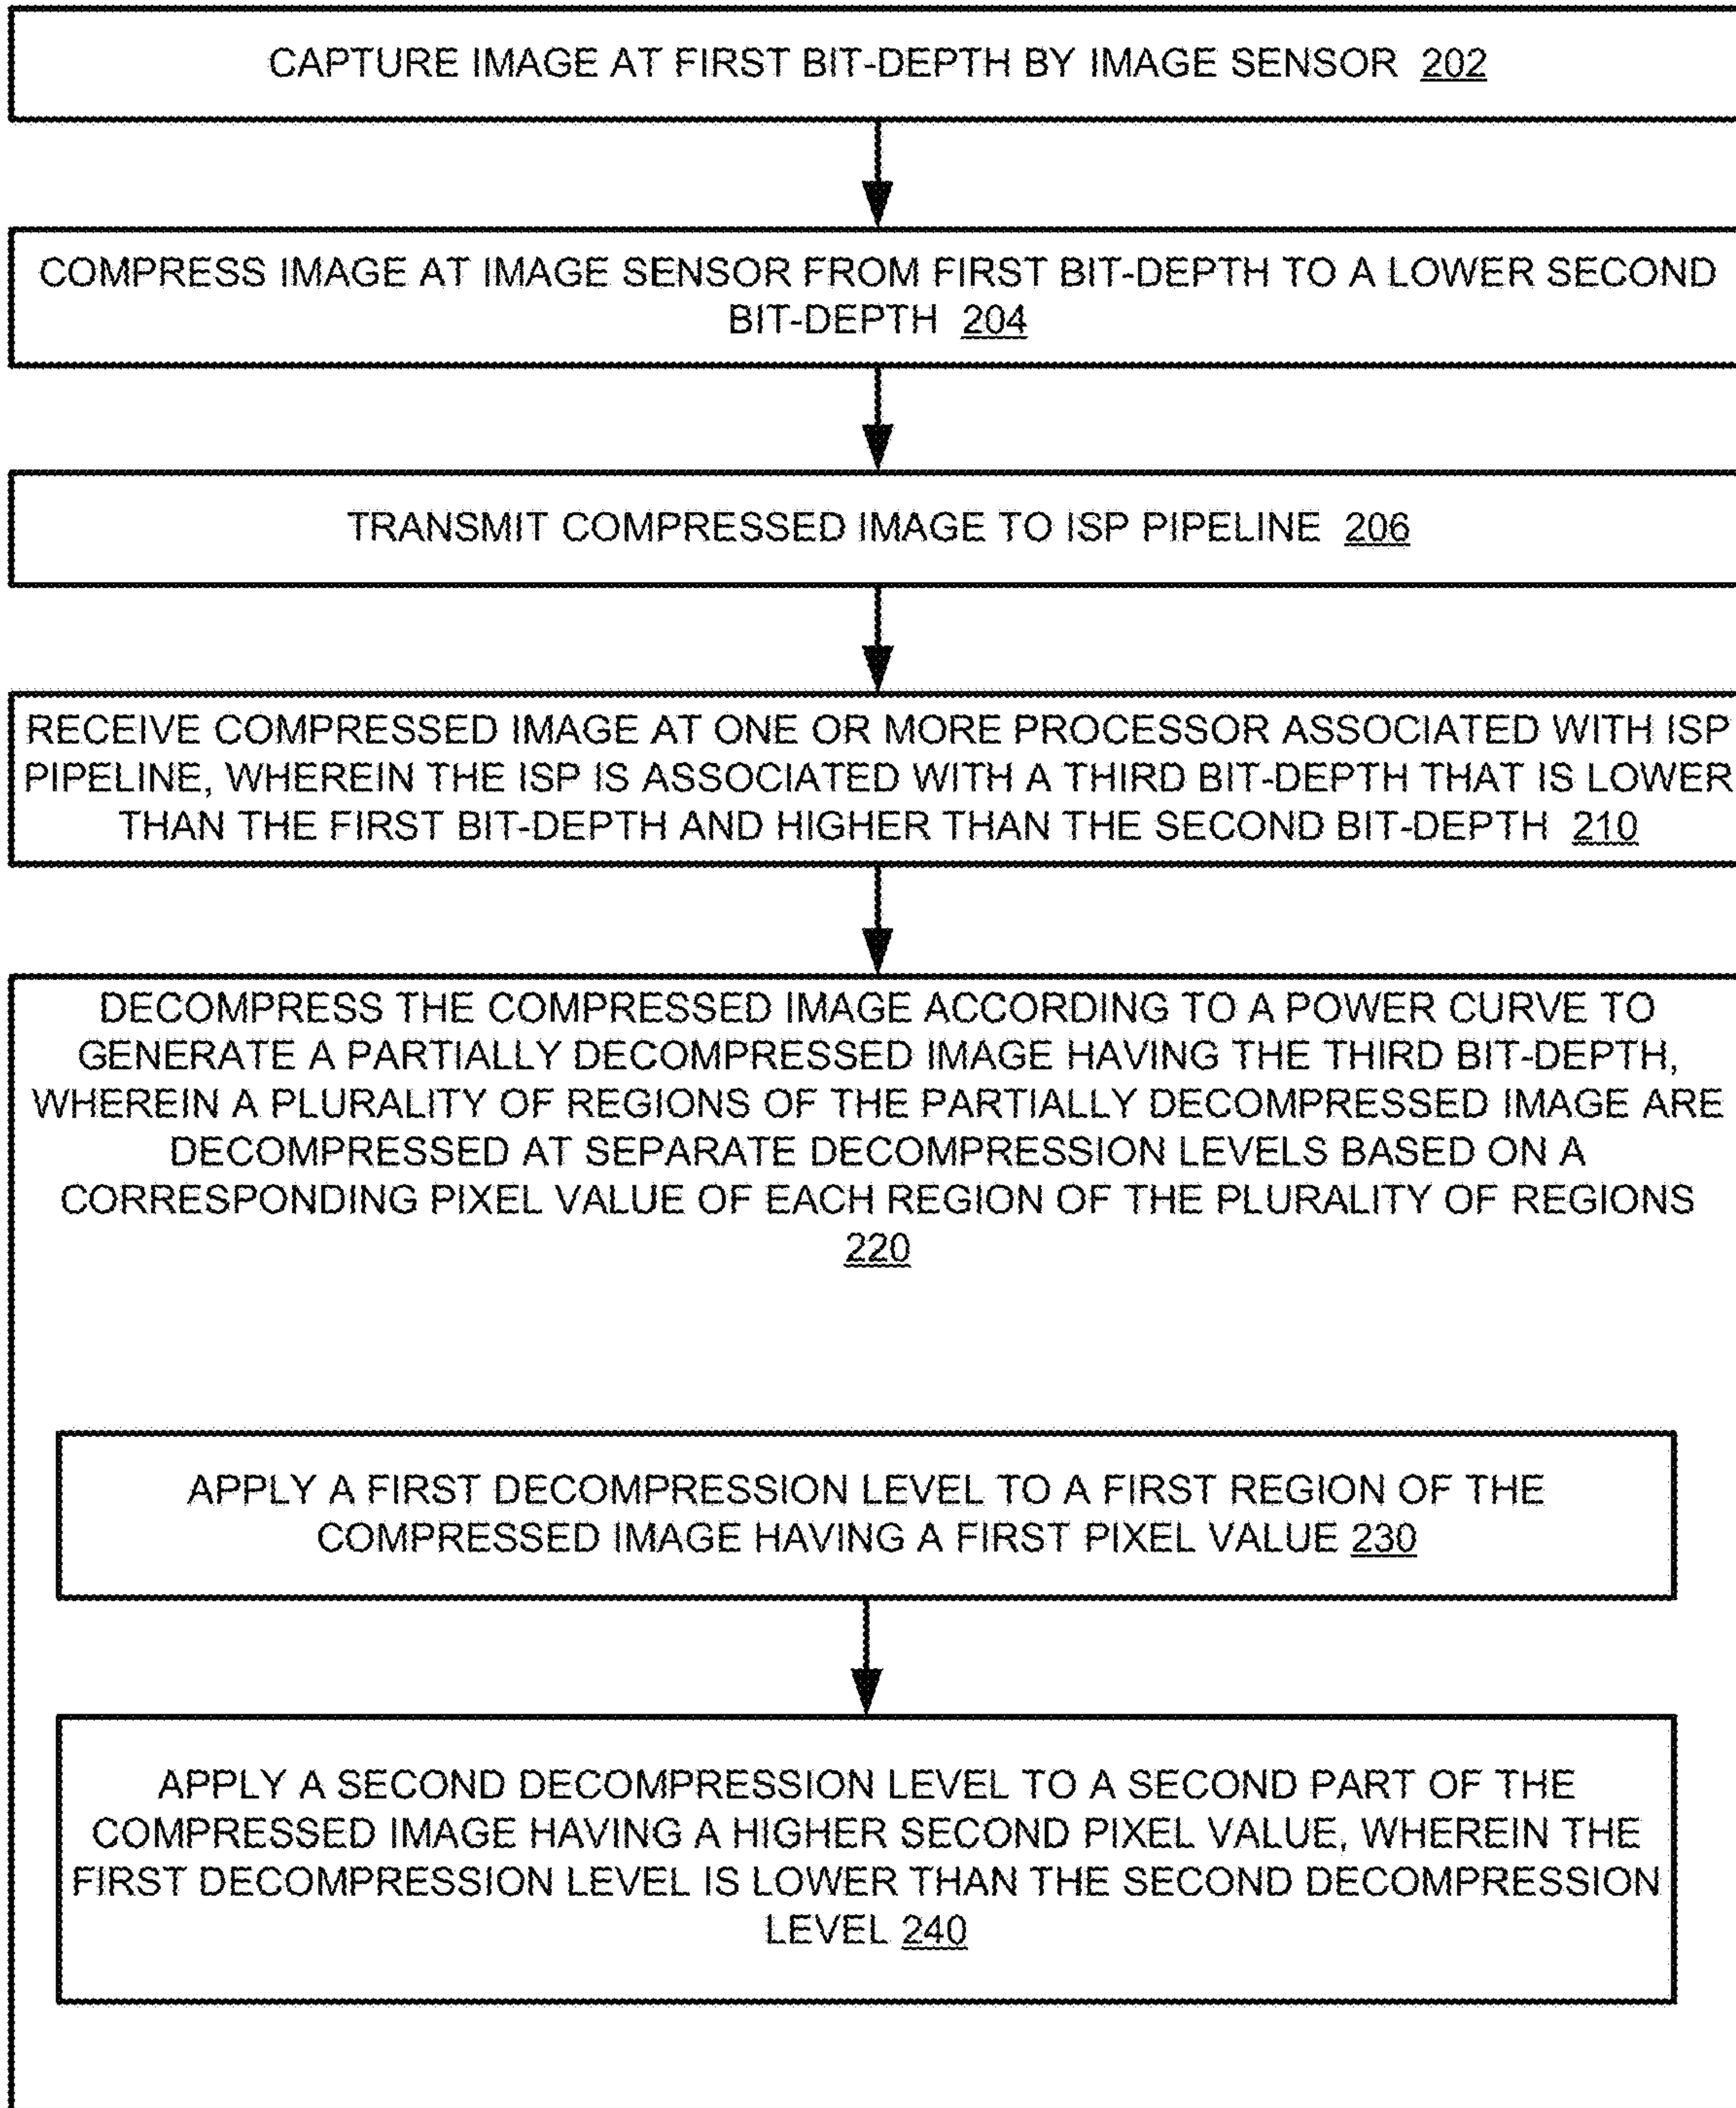 CAPTURE IMAGE AT FIRST BIT-DEPTH BY IMAGE SENSOR 202
COMPRESS IMAGE AT IMAGE SENSOR FROM FIRST BIT-DEPTH TO A LOWER SECOND
BIT-DEPTH 204
TRANSMIT COMPRESSED IMAGE TO ISP PIPELINE 206
RECEIVE COMPRESSED IMAGE AT ONE OR MORE PROCESSOR ASSOCIATED WITH ISP
PIPELINE, WHEREIN THE ISP IS ASSOCIATED WITH A THIRD BIT-DEPTH THAT IS LOWER
THAN THE FIRST BIT-DEPTH AND HIGHER THAN THE SECOND BIT-DEPTH 210
DECOMPRESS THE COMPRESSED IMAGE ACCORDING TO A POWER CURVE TO
GENERATE A PARTIALLY DECOMPRESSED IMAGE HAVING THE THIRD BIT-DEPTH,
WHEREIN A PLURALITY OF REGIONS OF THE PARTIALLY DECOMPRESSED IMAGE ARE
DECOMPRESSED AT SEPARATE DECOMPRESSION LEVELS BASED ON A
CORRESPONDING PIXEL VALUE OF EACH REGION OF THE PLURALITY OF REGIONS
220
APPLY A FIRST DECOMPRESSION LEVEL TO A FIRST REGION OF THE
COMPRESSED IMAGE HAVING A FIRST PIXEL VALUE 230
APPLY A SECOND DECOMPRESSION LEVEL TO A SECOND PART OF THE
COMPRESSED IMAGE HAVING A HIGHER SECOND PIXEL VALUE, WHEREIN THE
FIRST DECOMPRESSION LEVEL IS LOWER THAN THE SECOND DECOMPRESSION
LEVEL 240